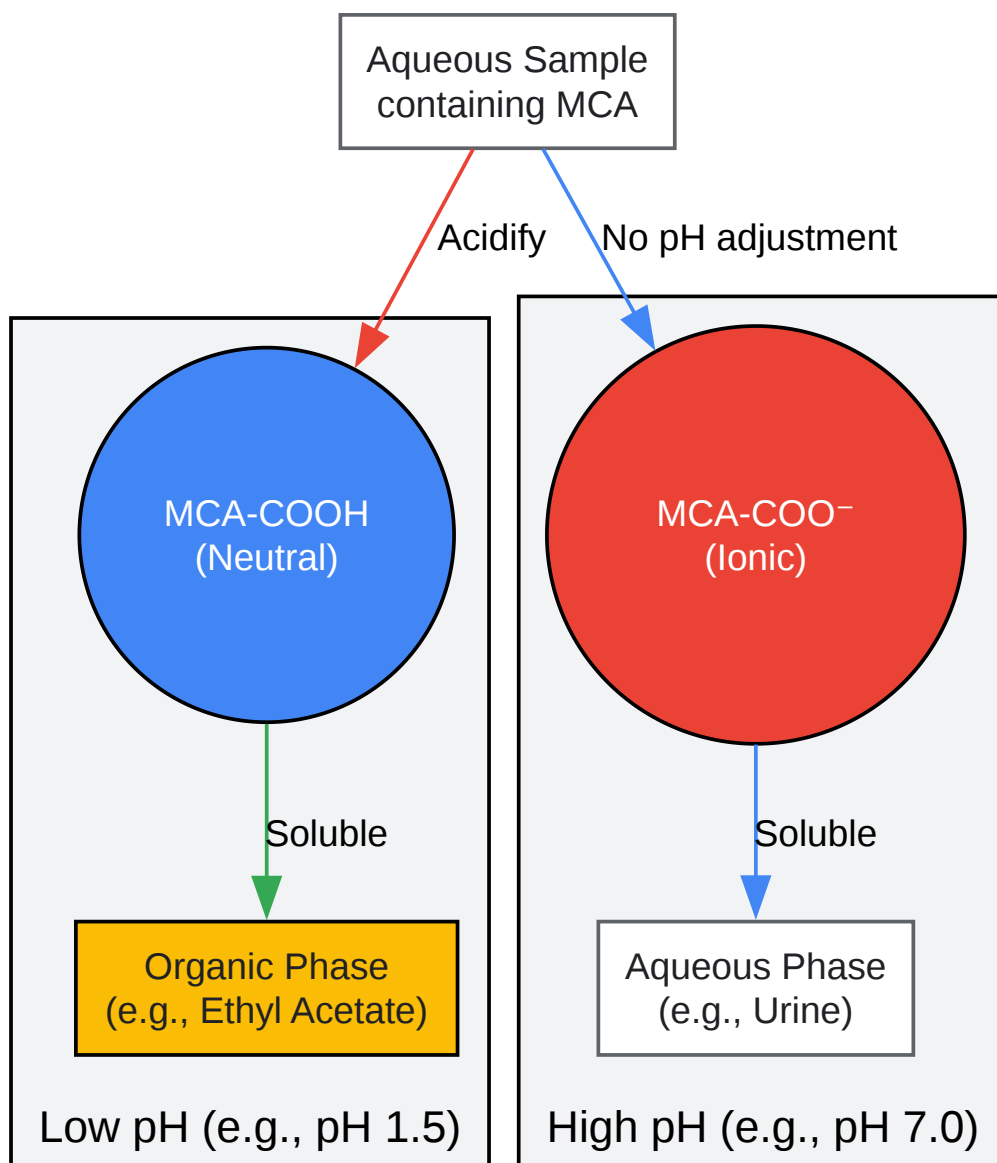 Aqueous Sample
containing MCA
Acidify
No pH adjustment
MCA-COOH
(Neutral)
MCA-COO⁻
(Ionic)
Soluble
Soluble
Organic Phase
(e.g., Ethyl Acetate)
Aqueous Phase
(e.g., Urine)
Low pH (e.g., pH 1.5)
High pH (e.g., pH 7.0)